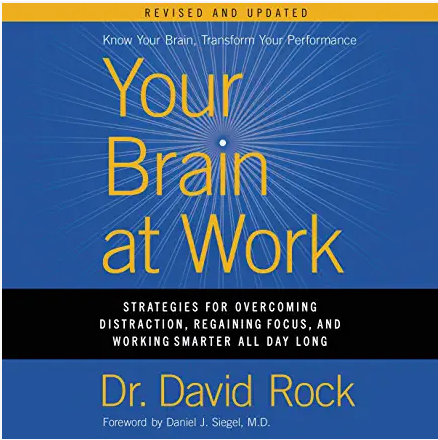 REVISED AND UPDATED
Know Your Brain, Transform Your Performance
Your
Brain
at Work
STRATEGIES FOR OVERCOMING
DISTRACTION, REGAINING FOCUS, AND
WORKING SMARTER ALL DAY LONG
Dr. David Rock
Foreword by Daniel J. Siegel, M.D.